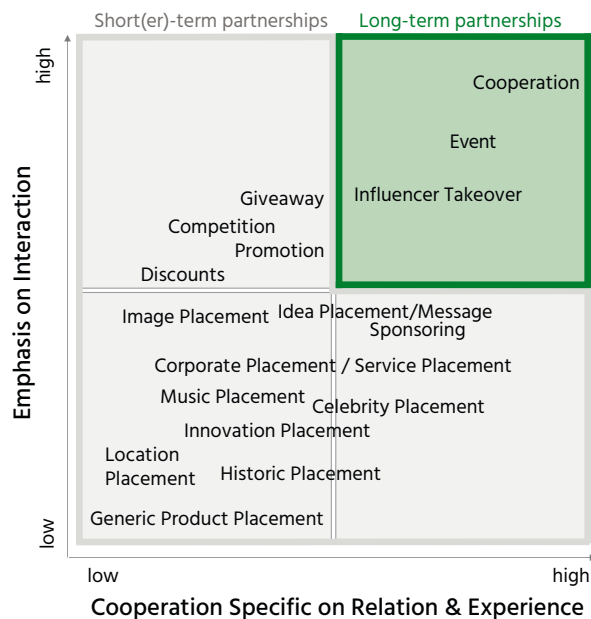 Short(er)-term partnerships
Long-term partnerships
high
Cooperation
Event
Influencer Takeover
Giveaway
Competition
Promotion
Discounts
Emphasis on Interaction
Image Placement
Idea Placement/Message
Sponsoring
Corporate Placement / Service Placement
Music Placement
Celebrity Placement
Innovation Placement
Location
Placement
Historic Placement
Generic Product Placement
low
low
high
Cooperation Specific on Relation & Experience